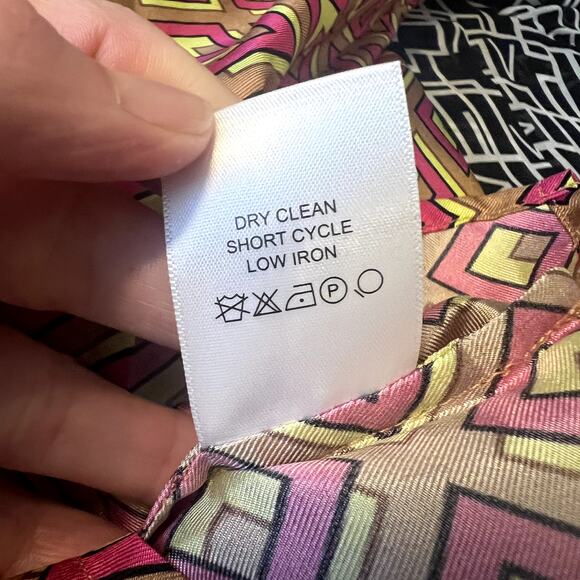 DRY CLEAN
SHORT CYCLE
LOW IRON
P